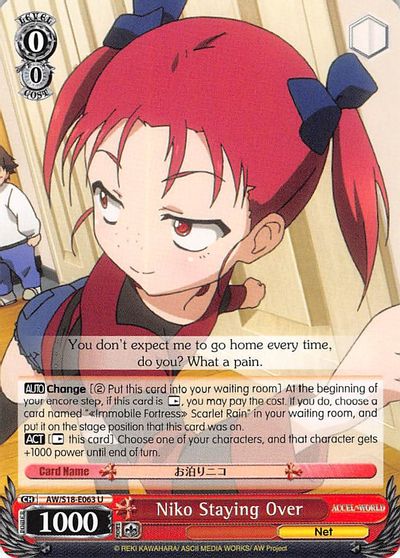 LEVEL
0
0
COST
You don't expect me to go home every time,
do you? What a pain.
AUTO Change [② Put this card into your waiting room] At the beginning of
your encore step, if this card is , you may pay the cost. If you do, choose a
card named "«Immobile Fortress» Scarlet Rain" in your waiting room, and
put it on the stage position that this card was on.
ACT [ this card] Choose one of your characters, and that character gets
+1000 power until end of turn.
Card Name お泊りニコ
CH AW/S18-E063 U
POWER 1000
Niko Staying Over
ACCEL WORLD
Net
© REKI KAWAHARA/ ASCII MEDIA WORKS/ AW Project